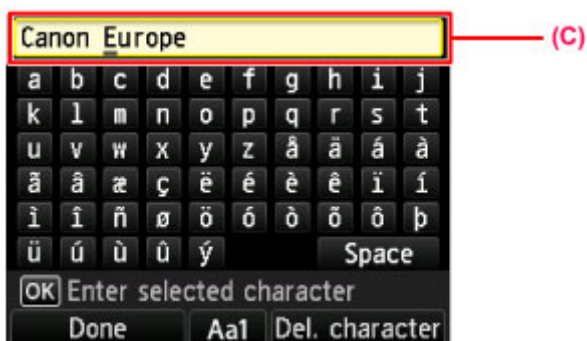 Canon Europe (C)
a b c d e f g h i j
k l m n o p q r s t
u v w x y z å ä á à
ã â æ ç ë é è ê ï í
ì î ñ ø ö ó ò õ ô þ
ü ú ù û ý Space
OK Enter selected character
Done Aa1 Del. character